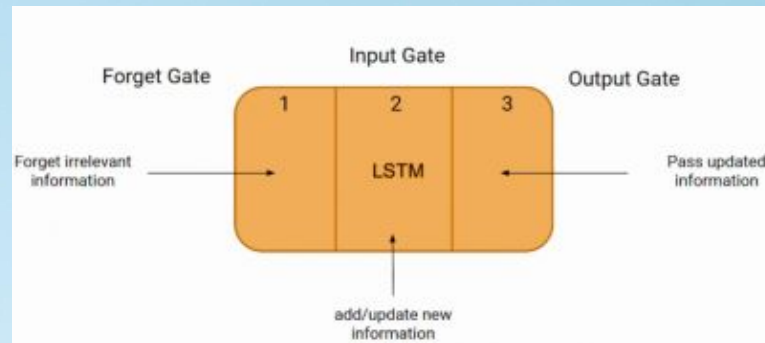 Input Gate
Forget Gate
Output Gate
1
2
3
Forget irrelevant
information
LSTM
Pass updated
information
add/update new
information